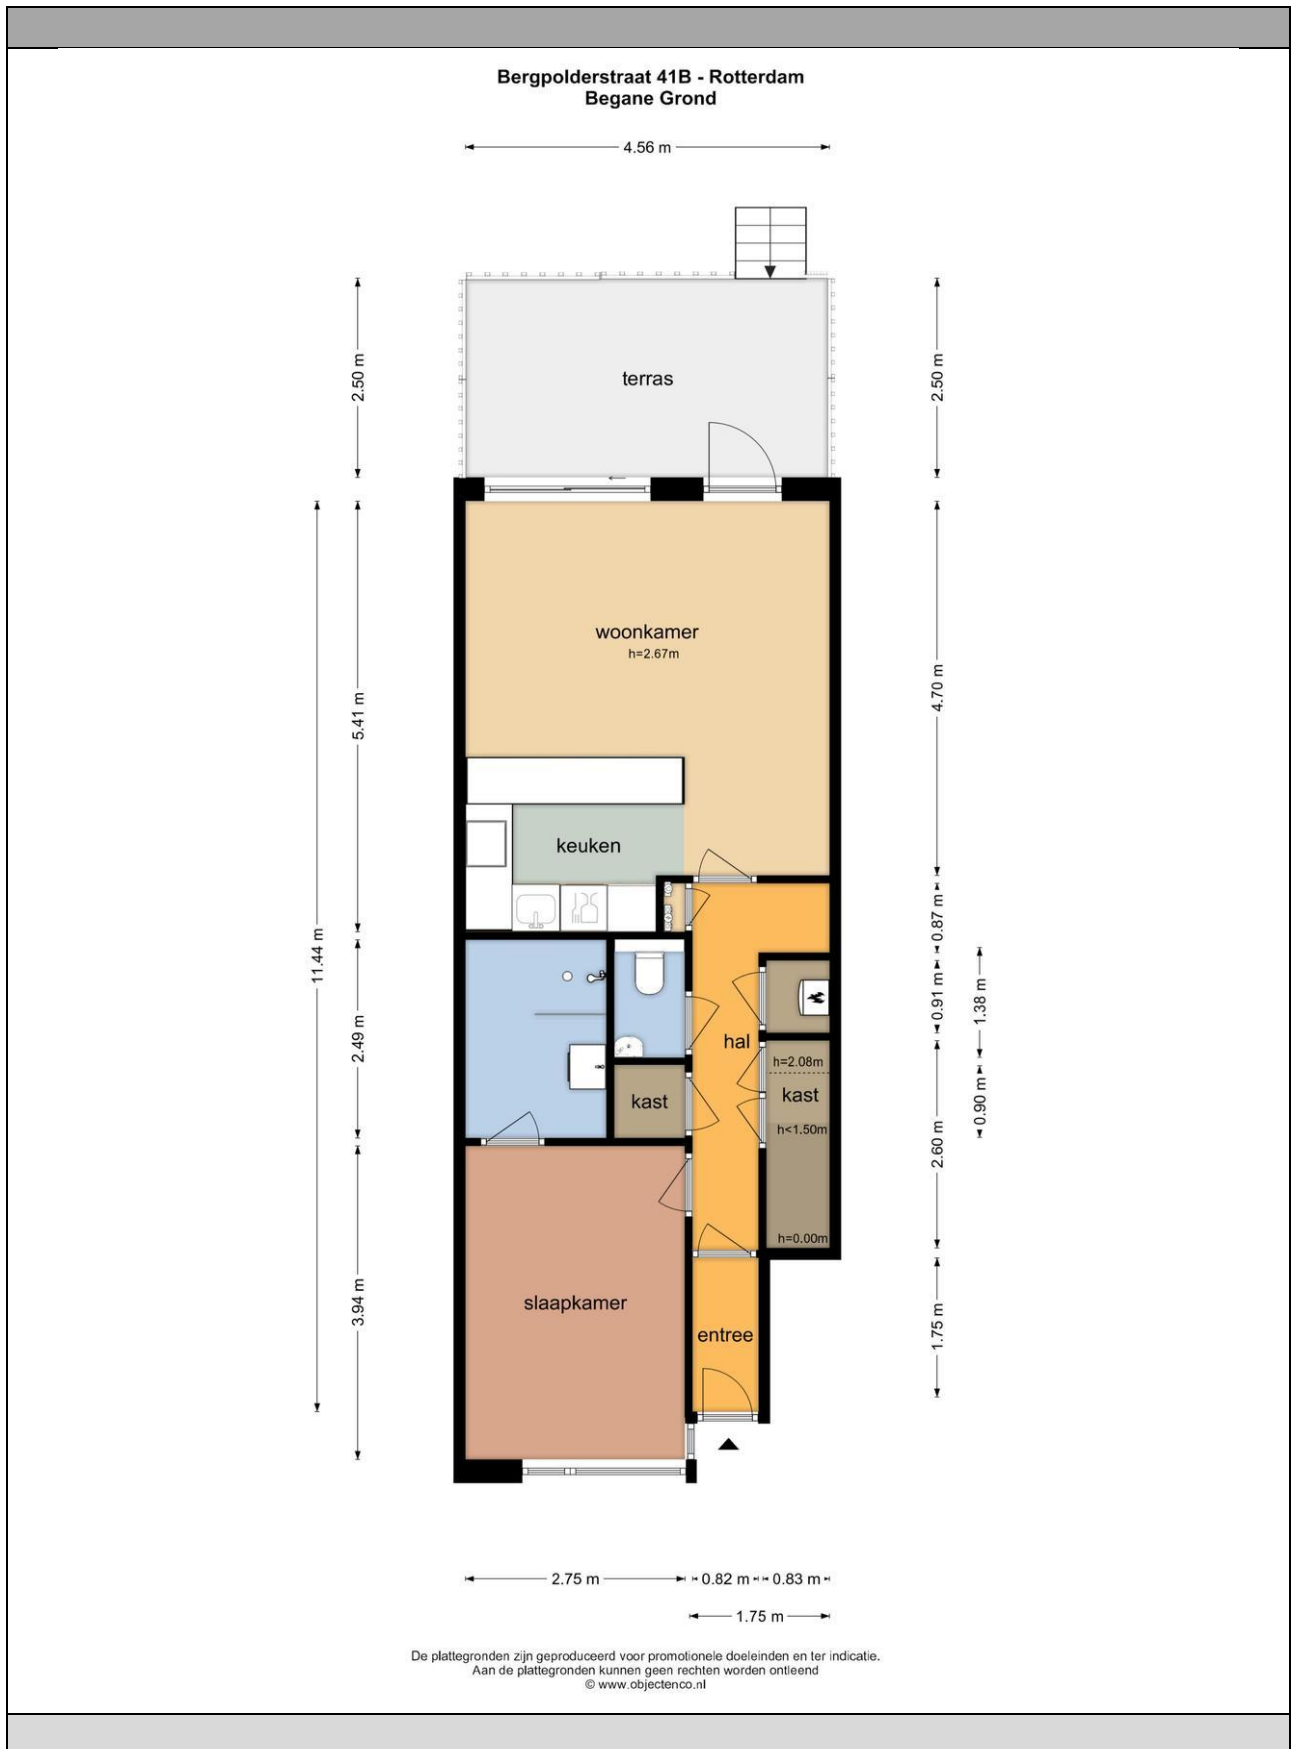 Bergpolderstraat 41B - Rotterdam
Begane Grond
4.56 m
2.50 m
2.50 m
terras
woonkamer
h=2.67m
11.44 m
5.41 m
4.70 m
keuken
0.87 m
0.91 m
1.38 m
2.49 m
hal
h=2.08m
kast
kast
h<1.50m
0.90 m
2.60 m
h=0.00m
3.94 m
slaapkamer
entree
1.75 m
2.75 m
0.82 m
0.83 m
1.75 m
De plattegronden zijn geproduceerd voor promotionele doeleinden en ter indicatie.
Aan de plattegronden kunnen geen rechten worden ontleend
© www.objectenco.nl